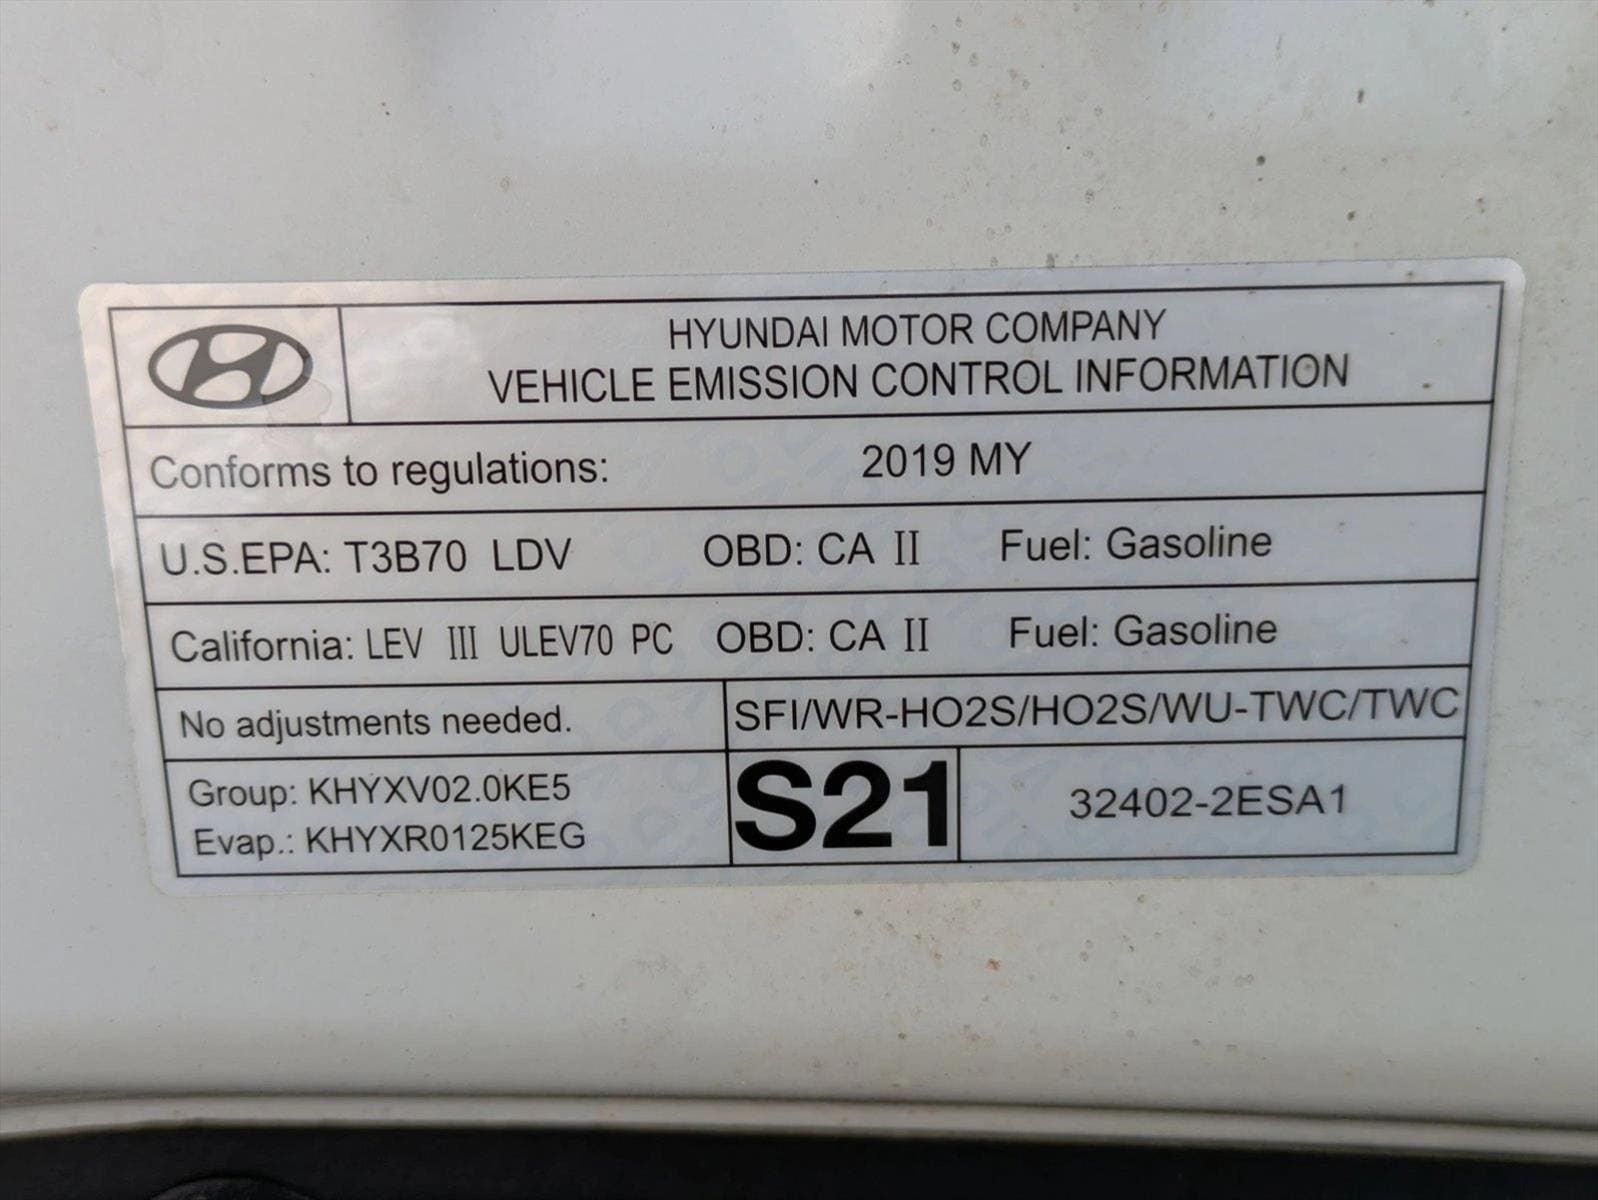 HYUNDAI MOTOR COMPANY
VEHICLE EMISSION CONTROL INFORMATION
Conforms to regulations: 2019 MY
U.S.EPA: T3B70 LDV OBD: CA II Fuel: Gasoline
California: LEV III ULEV70 PC OBD: CA II Fuel: Gasoline
No adjustments needed. SFI/WR-HO2S/HO2S/WU-TWC/TWC
Group: KHYXV02.0KE5
Evap.: KHYXR0125KEG
S21
32402-2ESA1